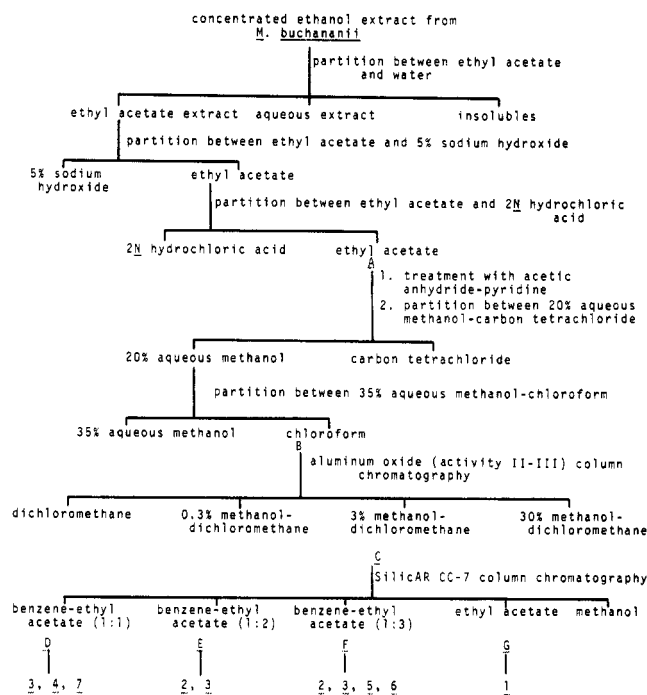 concentrated ethanol extract from
M. buchananii
partition between ethyl acetate
and water
ethyl acetate extract aqueous extract insolubles
partition between ethyl acetate and 5% sodium hydroxide
5% sodium
hydroxide
ethyl acetate
partition between ethyl acetate and 2N hydrochloric
acid
2N hydrochloric acid ethyl acetate
A
1. treatment with acetic
anhydride-pyridine
2. partition between 20% aqueous
methanol-carbon tetrachloride
20% aqueous methanol carbon tetrachloride
partition between 35% aqueous methanol-chloroform
35% aqueous methanol chloroform
B
aluminum oxide (activity II-III) column
chromatography
dichloromethane
0.3% methanol-
dichloromethane
3% methanol-
dichloromethane
30% methanol-
dichloromethane
C
SilicAR CC-7 column chromatography
benzene-ethyl
acetate (1:1)
benzene-ethyl
acetate (1:2)
benzene-ethyl
acetate (1:3)
ethyl acetate methanol
D E F G
3, 4, 7 2, 3 2, 3, 5, 6 1